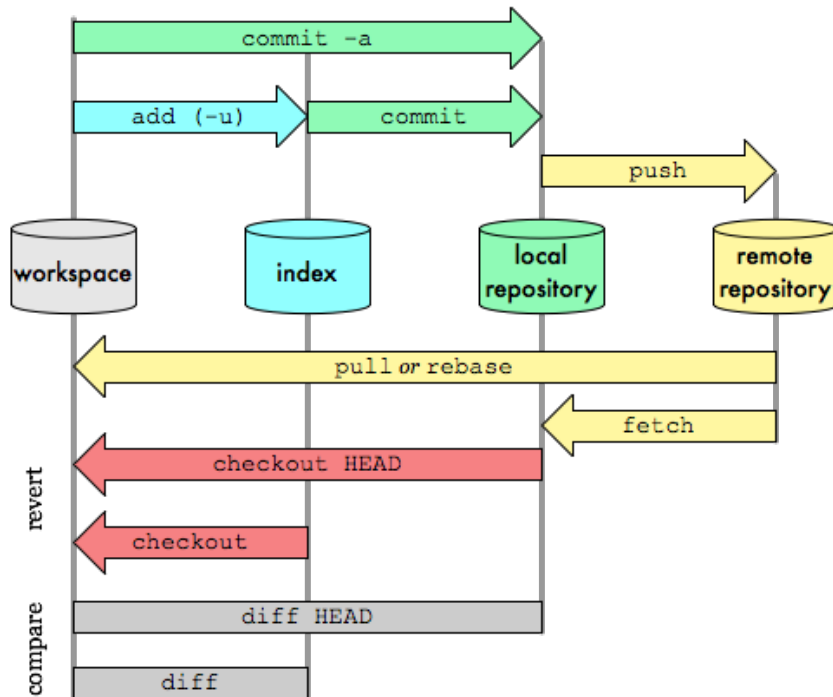 commit -a
add (-u)
commit
push
workspace
index
local
repository
remote
repository
pull or rebase
fetch
revert
checkout HEAD
checkout
compare
diff HEAD
diff